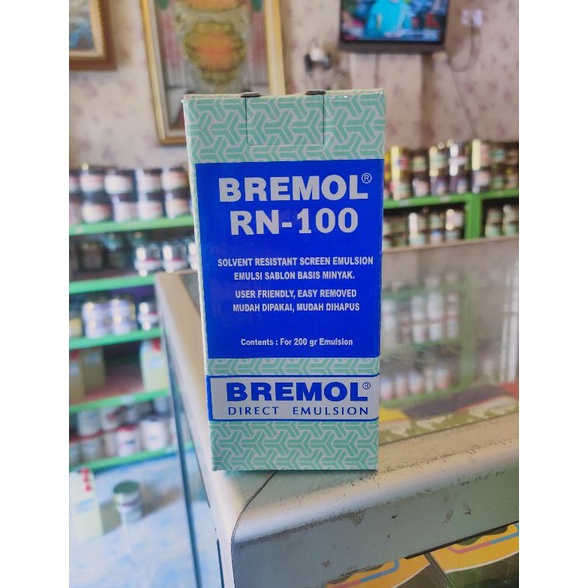 BREMOL®
RN-100
SOLVENT RESISTANT SCREEN EMULSION
EMULSI SABLON BASIS MINYAK.
USER FRIENDLY, EASY REMOVED
MUDAH DIPAKAI, MUDAH DIHAPUS
Contents : For 200 gr Emulsion
BREMOL®
DIRECT EMULSION